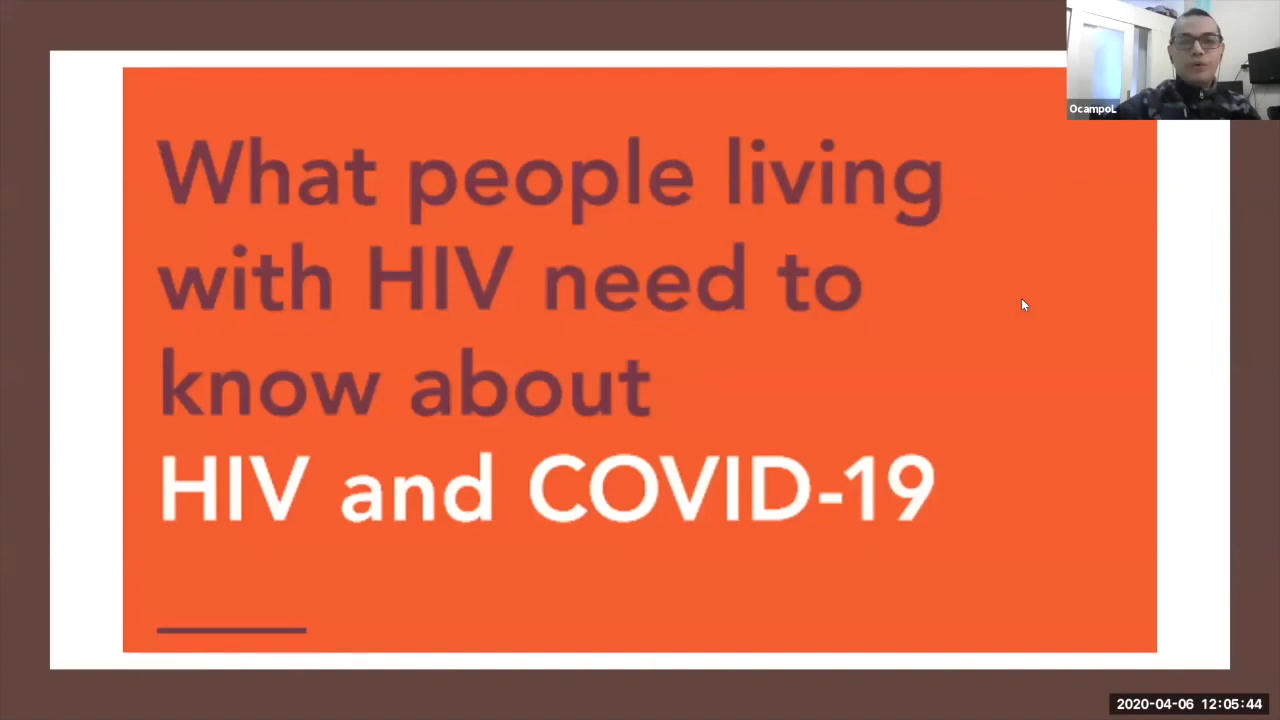 What people living
with HIV need to
know about
HIV and COVID-19
OcampoL
2020-04-06 12:05:44